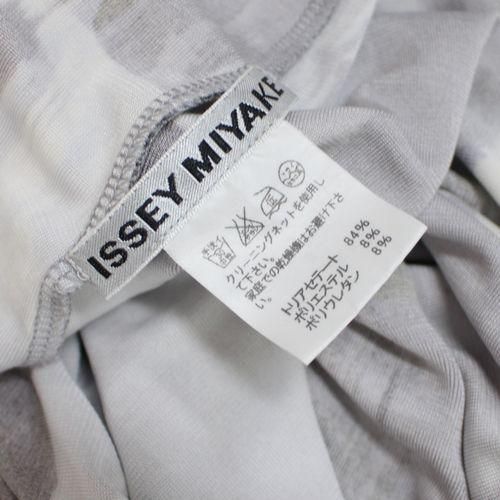 ISSEY MIYAKE
クリーニングネットを使用し
て下さい。
家庭での乾燥機はお避け下さ
い。
トリアセテート 84%
ポリエステル 8%
ポリウレタン 8%